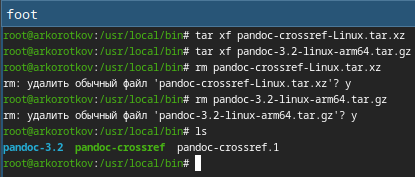 foot
root@arkorotkov:/usr/local/bin# tar xf pandoc-crossref-Linux.tar.xz
root@arkorotkov:/usr/local/bin# tar xf pandoc-3.2-linux-arm64.tar.gz
root@arkorotkov:/usr/local/bin# rm pandoc-crossref-Linux.tar.xz
rm: удалить обычный файл 'pandoc-crossref-Linux.tar.xz'? y
root@arkorotkov:/usr/local/bin# rm pandoc-3.2-linux-arm64.tar.gz
rm: удалить обычный файл 'pandoc-3.2-linux-arm64.tar.gz'? y
root@arkorotkov:/usr/local/bin# ls
pandoc-3.2 pandoc-crossref pandoc-crossref.1
root@arkorotkov:/usr/local/bin#